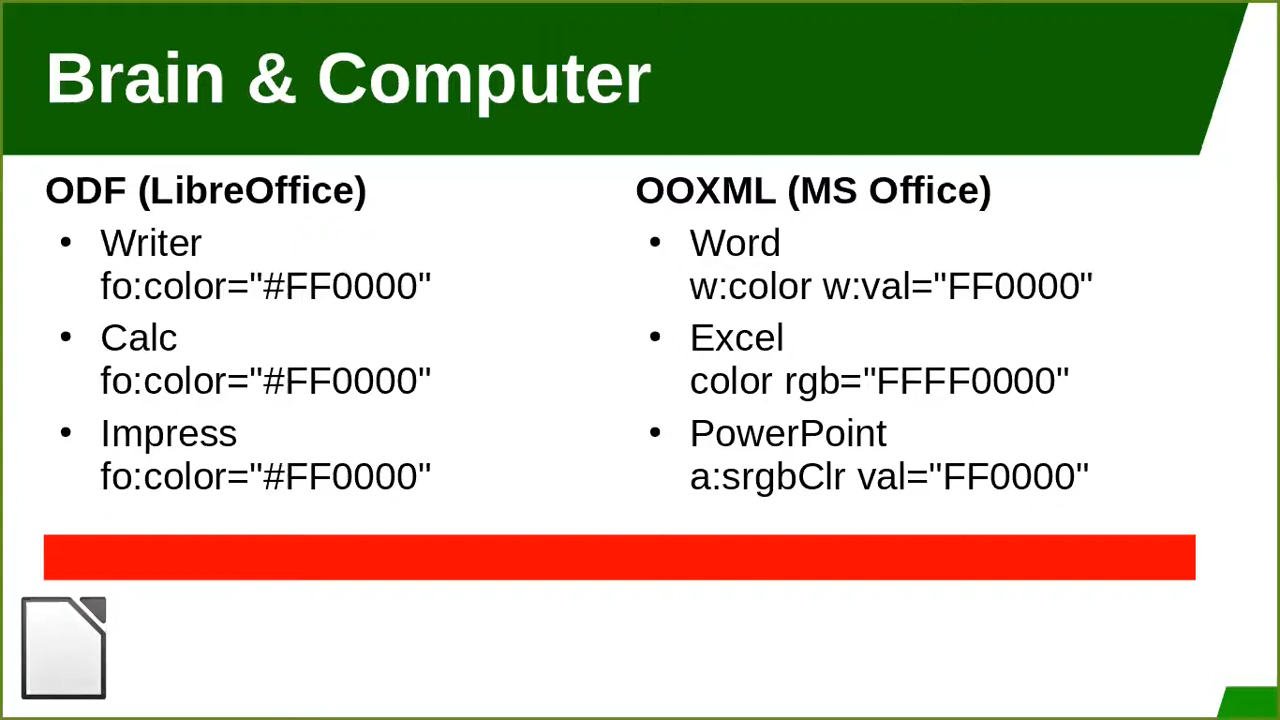 Brain & Computer
ODF (LibreOffice)
• Writer
fo:color="#FF0000"
• Calc
fo:color="#FF0000"
• Impress
fo:color="#FF0000"
OOXML (MS Office)
• Word
w:color w:val="FF0000"
• Excel
color rgb="FFFF0000"
• PowerPoint
a:srgbClr val="FF0000"